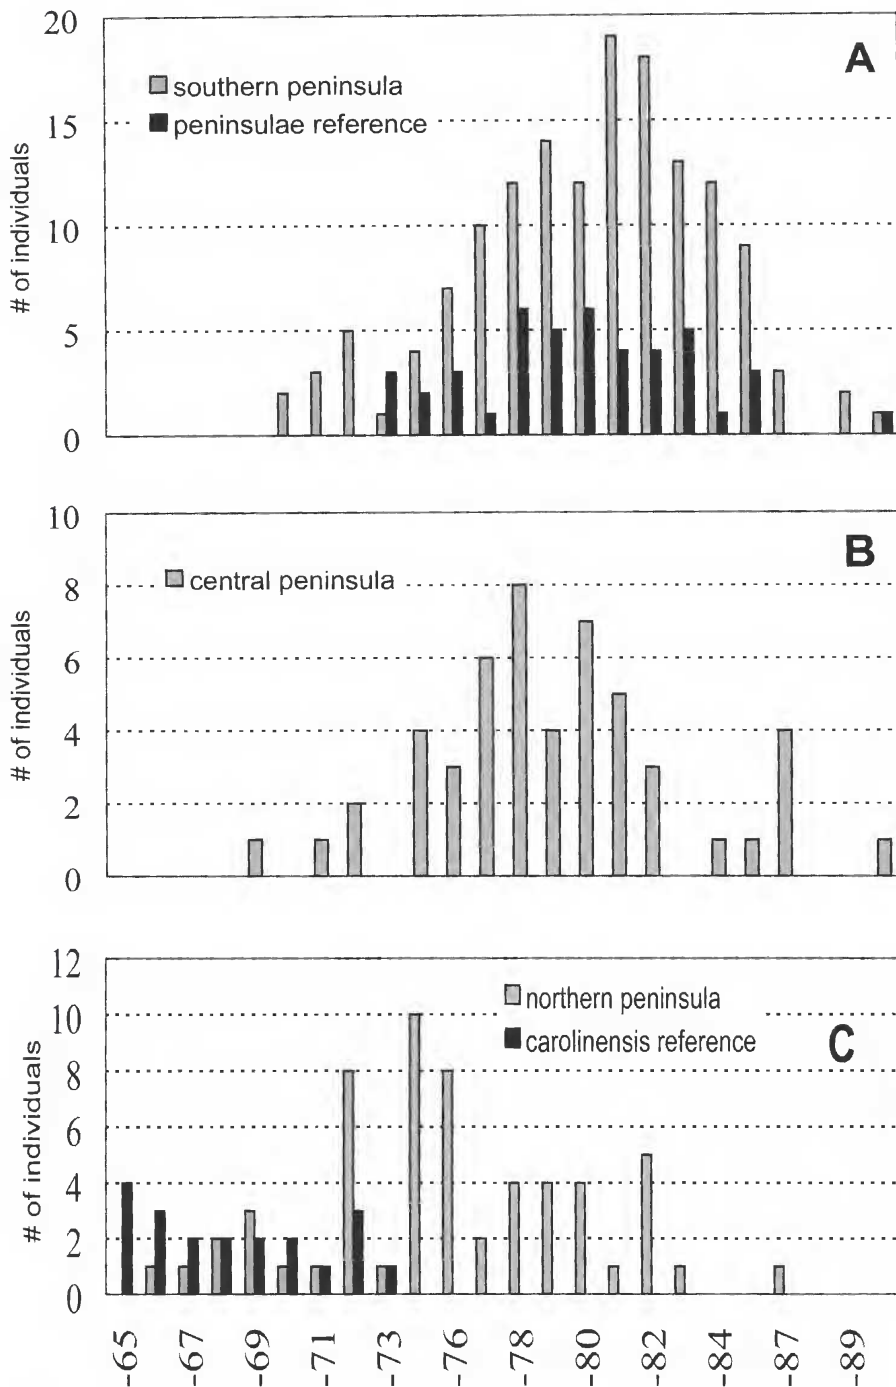 20
A
southern peninsula
peninsulae reference
15
10
5
0
# of individuals
10
B
central peninsula
8
6
4
2
0
# of individuals
12
northern peninsula
carolinensis reference
C
10
8
6
4
2
0
# of individuals
-65
-67
-69
-71
-73
-76
-78
-80
-82
-84
-87
-89